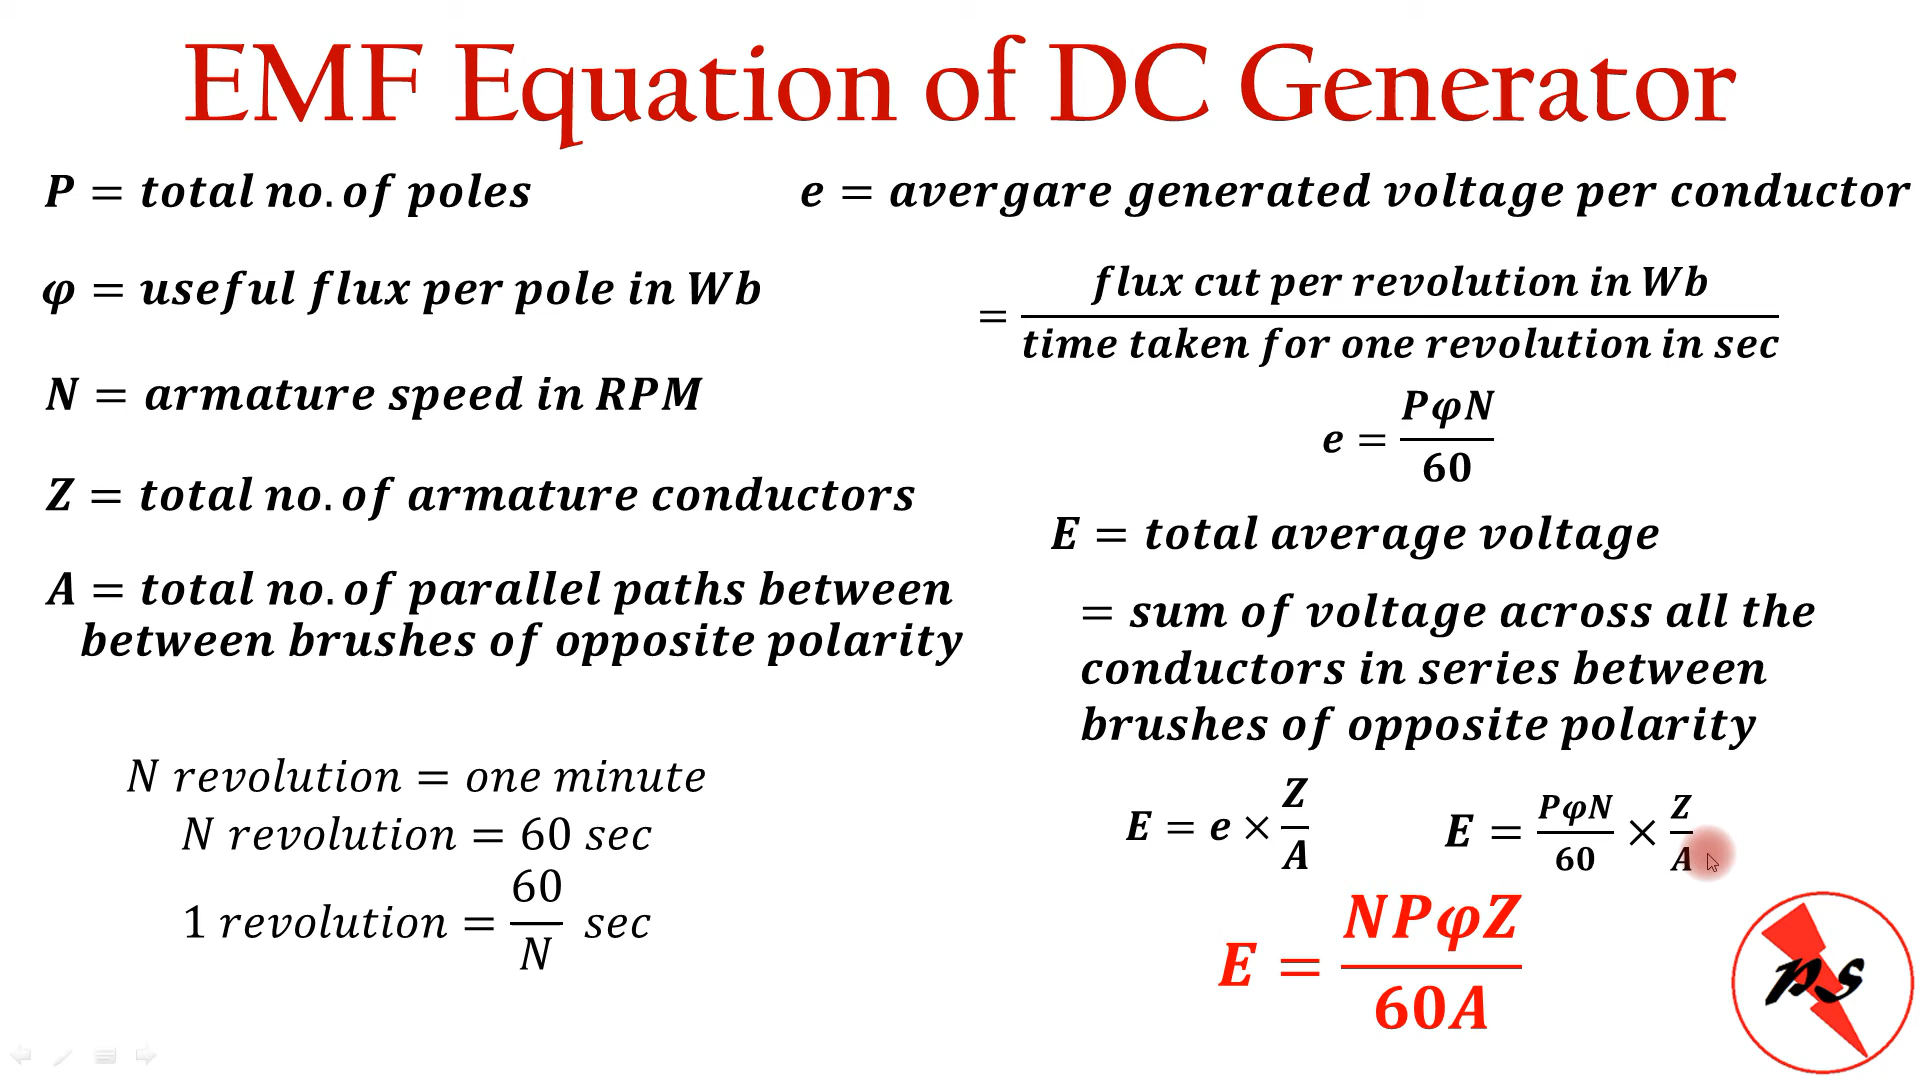 EMF Equation of DC Generator
P = total no. of poles
φ = useful flux per pole in Wb
N = armature speed in RPM
Z = total no. of armature conductors
A = total no. of parallel paths between
between brushes of opposite polarity
N revolution = one minute
N revolution = 60 sec
1 revolution = 60/N sec
e = avergare generated voltage per conductor
= flux cut per revolution in Wb / time taken for one revolution in sec
e = PφN/60
E = total average voltage
= sum of voltage across all the
conductors in series between
brushes of opposite polarity
E = e × Z/A
E = PφN/60 × Z/A
E = NPφZ/60A
ps